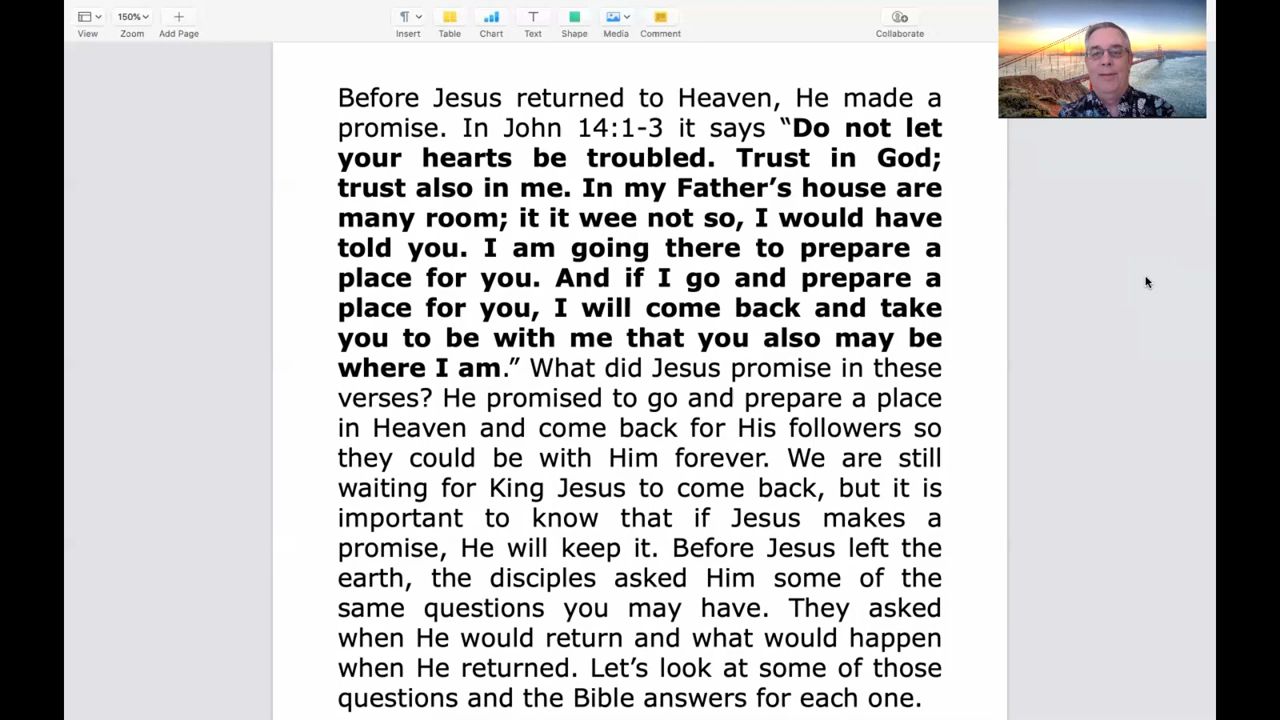 150%
View
Zoom
Add Page
Insert
Table
Chart
Text
Shape
Media
Comment
Collaborate
Before Jesus returned to Heaven, He made a
promise. In John 14:1-3 it says “Do not let
your hearts be troubled. Trust in God;
trust also in me. In my Father’s house are
many room; it it wee not so, I would have
told you. I am going there to prepare a
place for you. And if I go and prepare a
place for you, I will come back and take
you to be with me that you also may be
where I am.” What did Jesus promise in these
verses? He promised to go and prepare a place
in Heaven and come back for His followers so
they could be with Him forever. We are still
waiting for King Jesus to come back, but it is
important to know that if Jesus makes a
promise, He will keep it. Before Jesus left the
earth, the disciples asked Him some of the
same questions you may have. They asked
when He would return and what would happen
when He returned. Let’s look at some of those
questions and the Bible answers for each one.